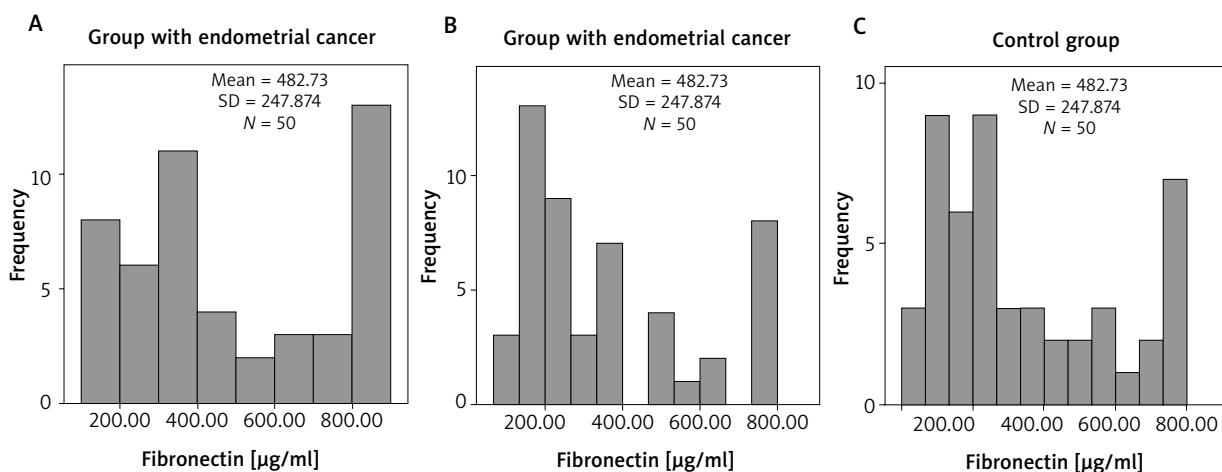 A
Group with endometrial cancer
Mean = 482.73
SD = 247.874
N = 50
Frequency
10
5
0
200.00 400.00 600.00 800.00
Fibronectin [µg/ml]
B
Group with endometrial cancer
Mean = 482.73
SD = 247.874
N = 50
Frequency
10
5
0
200.00 400.00 600.00 800.00
Fibronectin [µg/ml]
C
Control group
Mean = 482.73
SD = 247.874
N = 50
Frequency
10
5
0
200.00 400.00 600.00 800.00
Fibronectin [µg/ml]